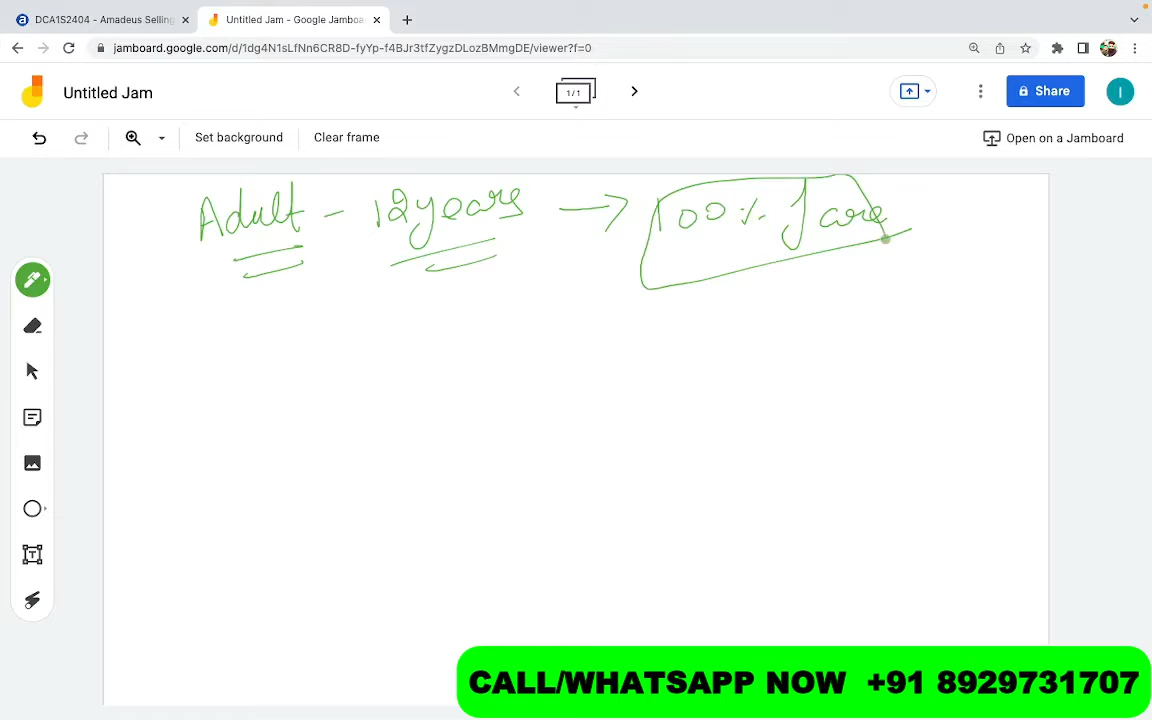 DCA1S2404 - Amadeus Selling
Untitled Jam - Google Jamboa
jamboard.google.com/d/1dg4N1sLfNn6CR8D-fyYp-f4BJr3tfZygzDLozBMmgDE/viewer?f=0
Untitled Jam
1/1
Share
I
Set background
Clear frame
Open on a Jamboard
Adult - 12years → 100% fare
CALL/WHATSAPP NOW +91 8929731707